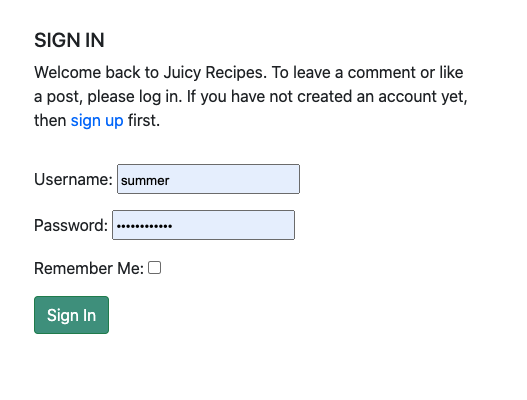 SIGN IN
Welcome back to Juicy Recipes. To leave a comment or like
a post, please log in. If you have not created an account yet,
then sign up first.
Username: summer
Password: ••••••••••••
Remember Me:
Sign In